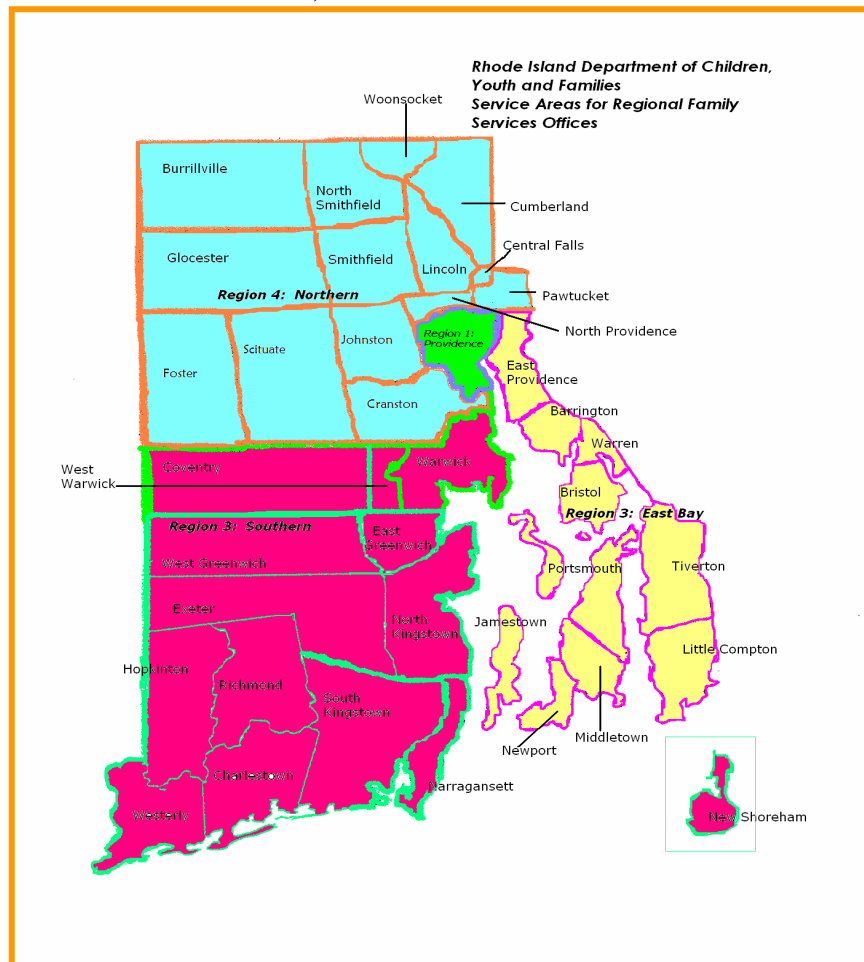 Rhode Island Department of Children,
Youth and Families
Service Areas for Regional Family
Services Offices
Woonsocket
Burrillville
North
Smithfield
Cumberland
Central Falls
Glocester
Smithfield
Lincoln
Region 4: Northern
Pawtucket
North Providence
Region 1:
Providence
Johnston
Scituate
Foster
East
Providence
Cranston
Barrington
Warren
West
Warwick
Coventry
Warwick
Bristol
Region 3: East Bay
Region 3: Southern
East
Greenwich
West Greenwich
Portsmouth
Tiverton
Exeter
North
Kingstown
Jamestown
Little Compton
Hopkinton
Richmond
South
Kingstown
Middletown
Newport
Charlestown
Narragansett
Westerly
New Shoreham